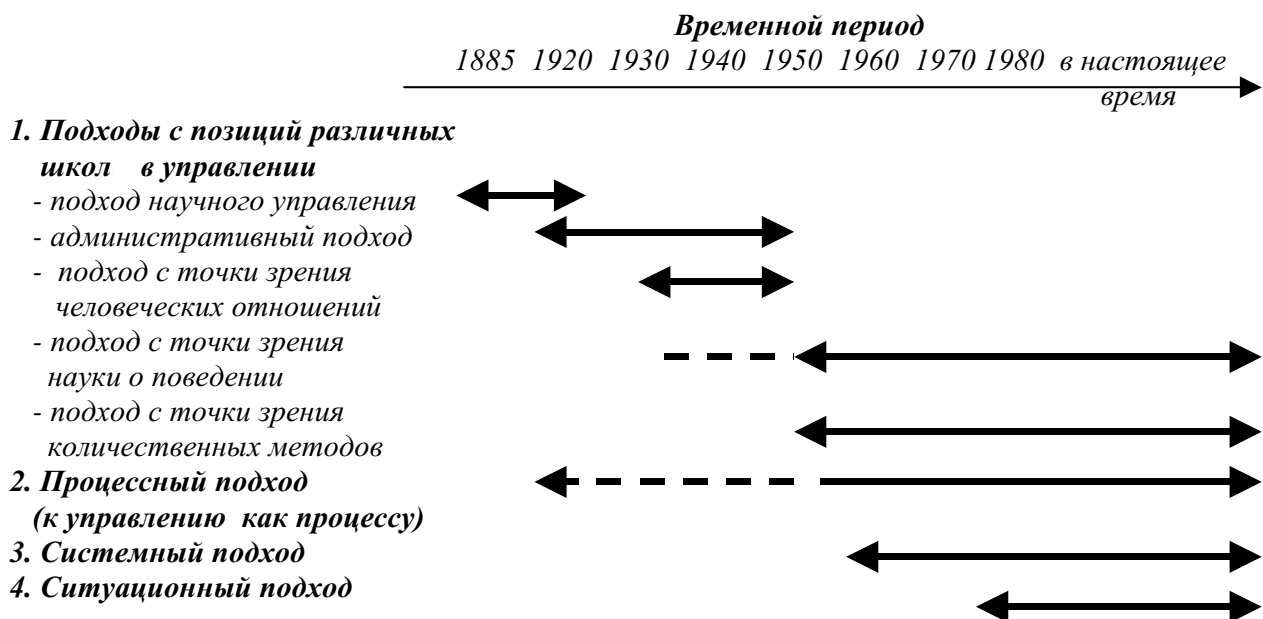 Временной период
1885 1920 1930 1940 1950 1960 1970 1980 в настоящее
время
1. Подходы с позиций различных
школ в управлении
- подход научного управления
- административный подход
- подход с точки зрения
человеческих отношений
- подход с точки зрения
науки о поведении
- подход с точки зрения
количественных методов
2. Процессный подход
(к управлению как процессу)
3. Системный подход
4. Ситуационный подход